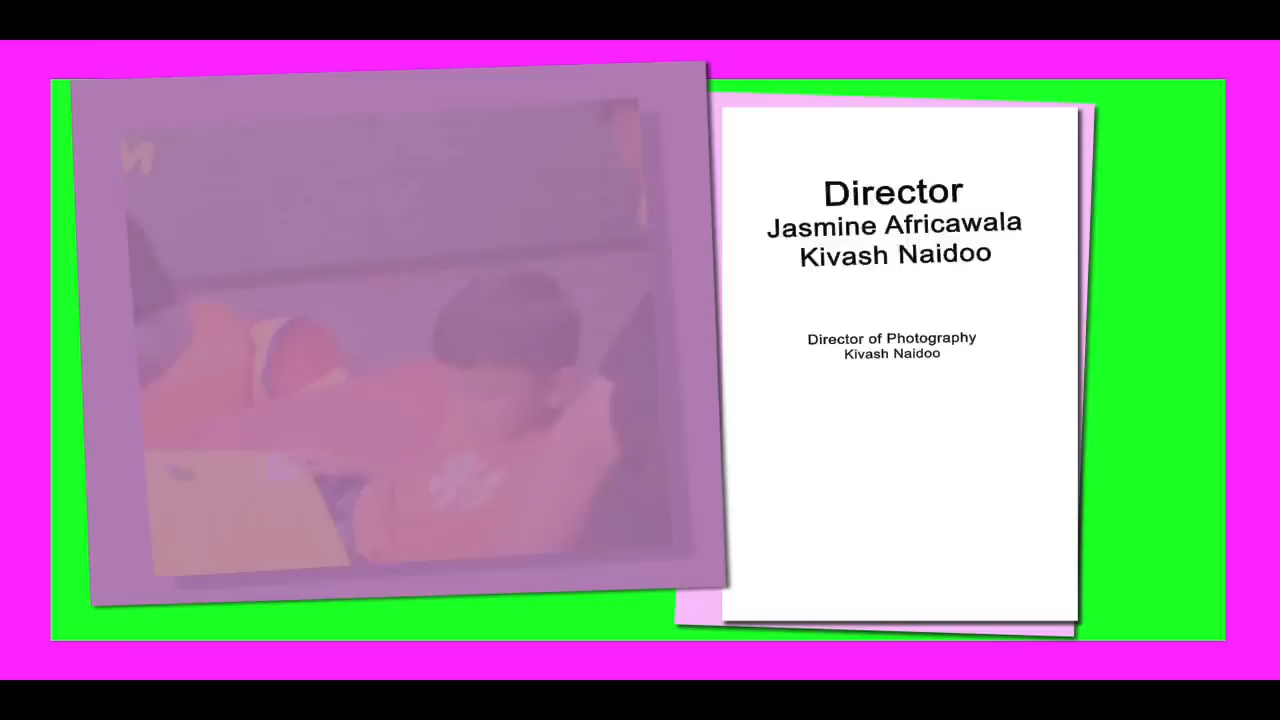 Director
Jasmine Africawala
Kivash Naidoo
Director of Photography
Kivash Naidoo